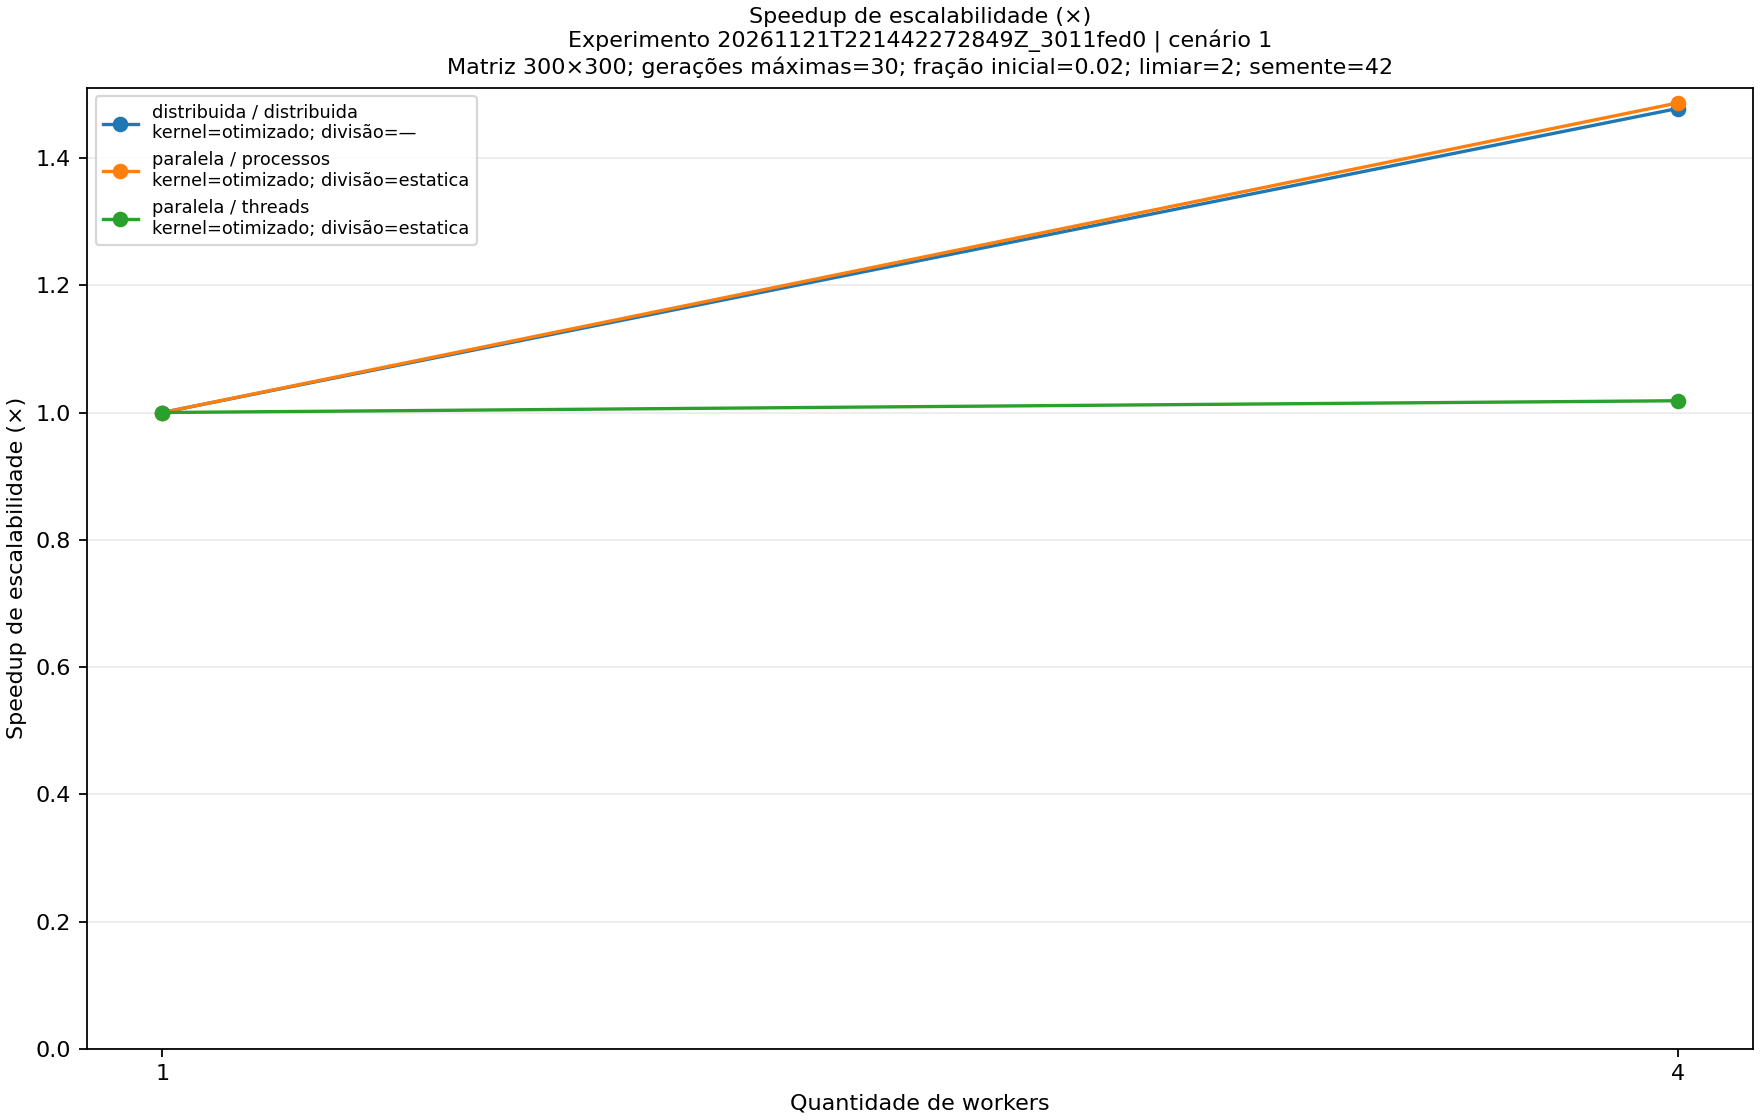 Speedup de escalabilidade (×)
Experimento 20261121T221442272849Z_3011fed0 | cenário 1
Matriz 300×300; gerações máximas=30; fração inicial=0.02; limiar=2; semente=42
distribuida / distribuida
kernel=otimizado; divisão=—
paralela / processos
kernel=otimizado; divisão=estatica
paralela / threads
kernel=otimizado; divisão=estatica
1.4
1.2
1.0
0.8
0.6
0.4
0.2
0.0
Speedup de escalabilidade (×)
1
4
Quantidade de workers